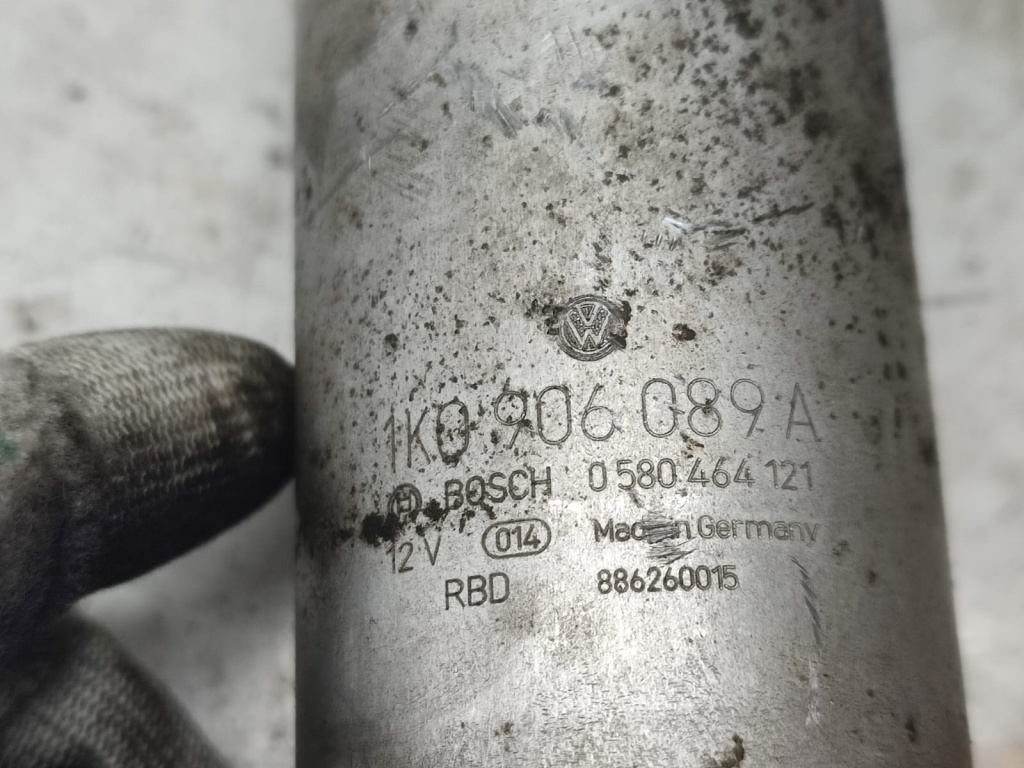 VW
1K0 906 089 A
BOSCH 0 580 464 121
12 V 014 Made in Germany
RBD 886260015